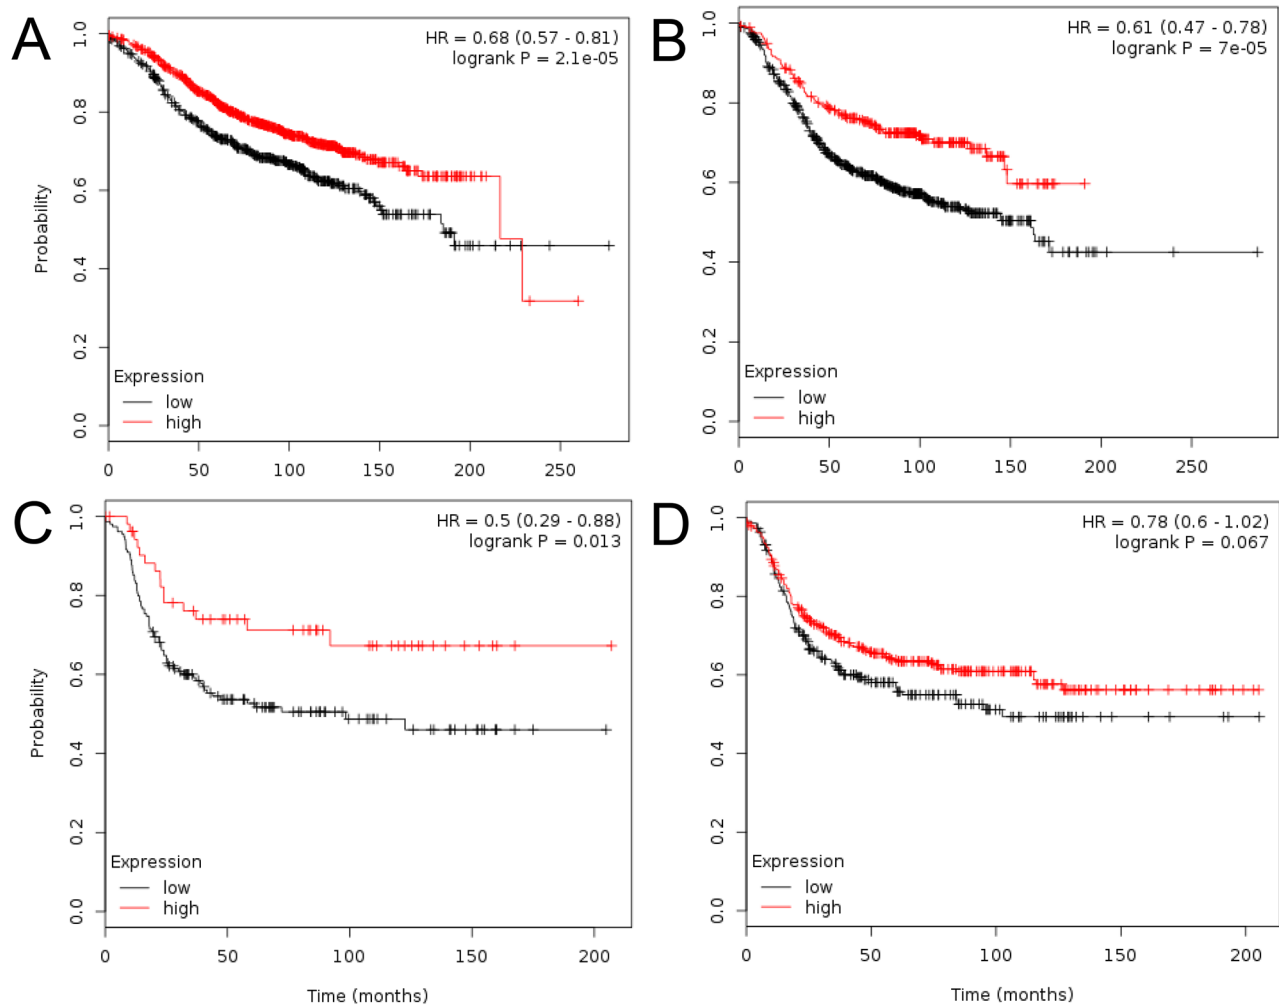 A
HR = 0.68 (0.57 - 0.81)
logrank P = 2.1e-05
Probability
0.0 0.2 0.4 0.6 0.8 1.0
Expression
low
high
0 50 100 150 200 250
B
HR = 0.61 (0.47 - 0.78)
logrank P = 7e-05
0.0 0.2 0.4 0.6 0.8 1.0
Expression
low
high
0 50 100 150 200 250
C
HR = 0.5 (0.29 - 0.88)
logrank P = 0.013
Probability
0.0 0.2 0.4 0.6 0.8 1.0
Expression
low
high
0 50 100 150 200
Time (months)
D
HR = 0.78 (0.6 - 1.02)
logrank P = 0.067
0.0 0.2 0.4 0.6 0.8 1.0
Expression
low
high
0 50 100 150 200
Time (months)